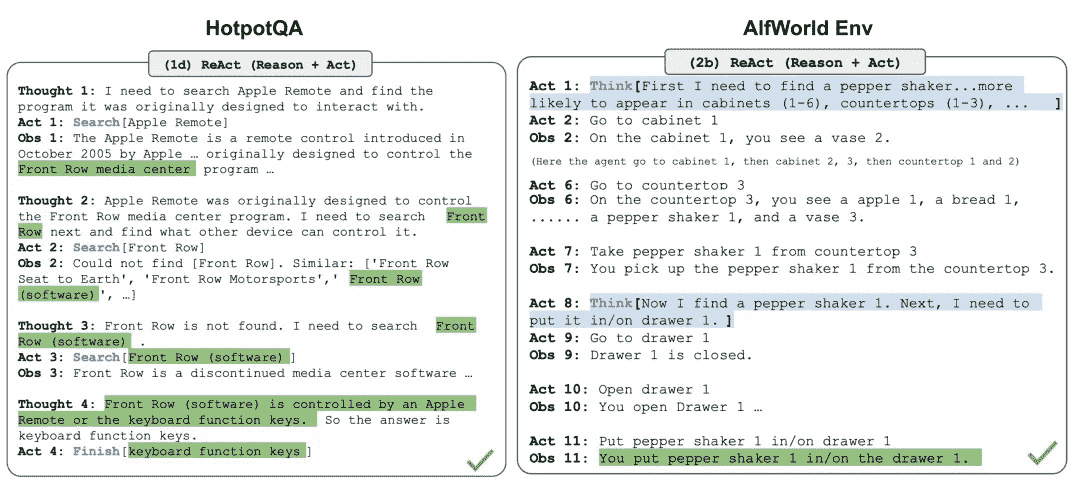 HotpotQA
(1d) ReAct (Reason + Act)
Thought 1: I need to search Apple Remote and find the
program it was originally designed to interact with.
Act 1: Search[Apple Remote]
Obs 1: The Apple Remote is a remote control introduced in
October 2005 by Apple … originally designed to control the
Front Row media center program …
Thought 2: Apple Remote was originally designed to control
the Front Row media center program. I need to search Front
Row next and find what other device can control it.
Act 2: Search[Front Row]
Obs 2: Could not find [Front Row]. Similar: ['Front Row
Seat to Earth', 'Front Row Motorsports',' Front Row
(software)', …]
Thought 3: Front Row is not found. I need to search Front
Row (software) .
Act 3: Search[Front Row (software)]
Obs 3: Front Row is a discontinued media center software …
Thought 4: Front Row (software) is controlled by an Apple
Remote or the keyboard function keys. So the answer is
keyboard function keys.
Act 4: Finish[keyboard function keys]
AlfWorld Env
(2b) ReAct (Reason + Act)
Act 1: Think[First I need to find a pepper shaker...more
likely to appear in cabinets (1-6), countertops (1-3), ... ]
Act 2: Go to cabinet 1
Obs 2: On the cabinet 1, you see a vase 2.
(Here the agent go to cabinet 1, then cabinet 2, 3, then countertop 1 and 2)
Act 6: Go to countertop 3
Obs 6: On the countertop 3, you see a apple 1, a bread 1,
...... a pepper shaker 1, and a vase 3.
Act 7: Take pepper shaker 1 from countertop 3
Obs 7: You pick up the pepper shaker 1 from the countertop 3.
Act 8: Think[Now I find a pepper shaker 1. Next, I need to
put it in/on drawer 1. ]
Act 9: Go to drawer 1
Obs 9: Drawer 1 is closed.
Act 10: Open drawer 1
Obs 10: You open Drawer 1 …
Act 11: Put pepper shaker 1 in/on drawer 1
Obs 11: You put pepper shaker 1 in/on the drawer 1.